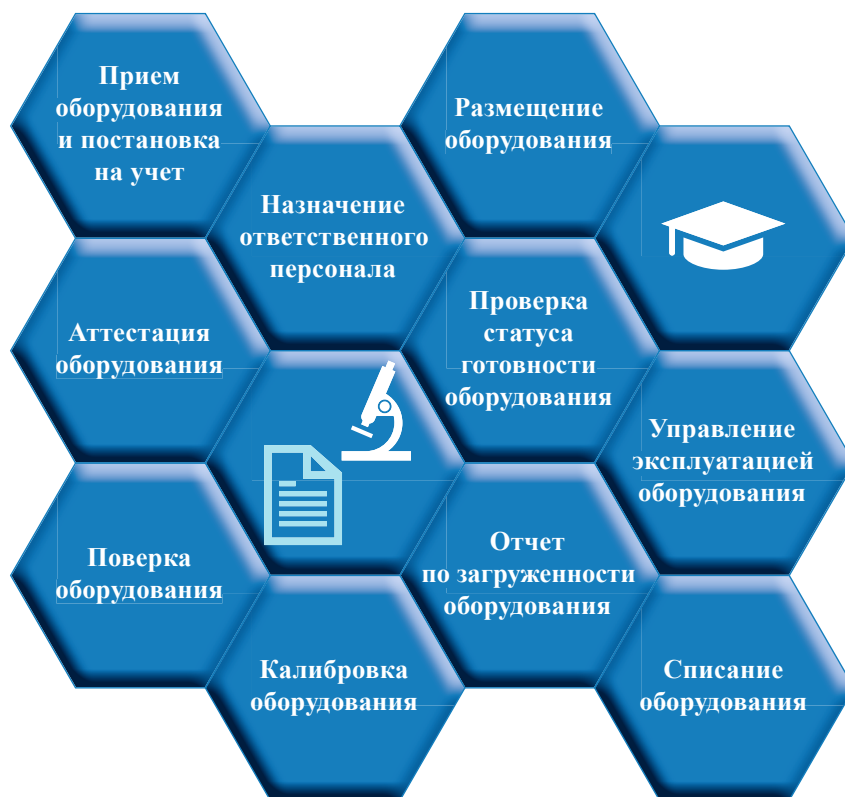 Прием
оборудования
и постановка
на учет
Размещение
оборудования
Назначение
ответственного
персонала
Аттестация
оборудования
Проверка
статуса
готовности
оборудования
Управление
эксплуатацией
оборудования
Поверка
оборудования
Отчет
по загруженности
оборудования
Калибровка
оборудования
Списание
оборудования